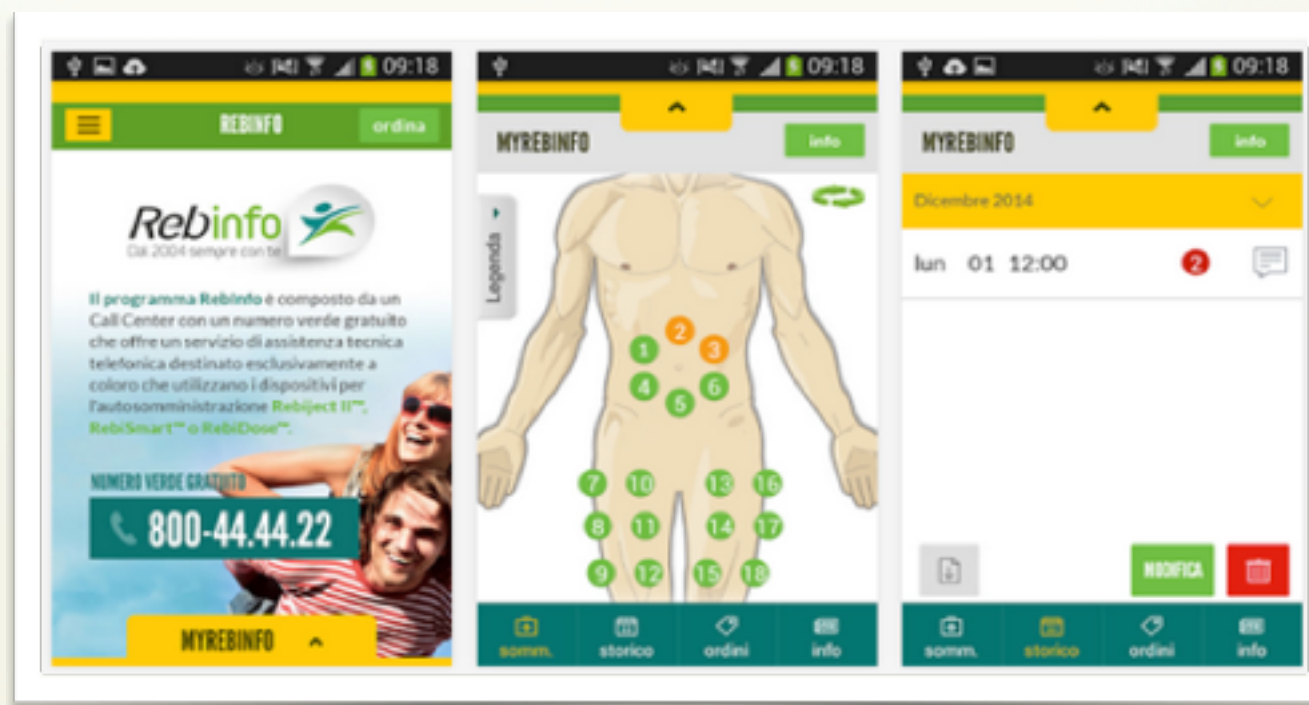 09:18
REBINFO
ordina
Rebinfo
Dal 2004 sempre con te
Il programma RebInfo è composto da un
Call Center con un numero verde gratuito
che offre un servizio di assistenza tecnica
telefonica destinato esclusivamente a
coloro che utilizzano i dispositivi per
l'autosomministrazione Rebiject II™,
RebiSmart™ o RebiDose™.
NUMERO VERDE GRATUITO
800-44.44.22
MYREBINFO
09:18
MYREBINFO
info
Legenda
1
2
3
4
5
6
7
10
13
16
8
11
14
17
9
12
15
18
somm.
storico
ordini
info
09:18
MYREBINFO
info
Dicembre 2014
lun 01 12:00
2
MODIFICA
somm.
storico
ordini
info